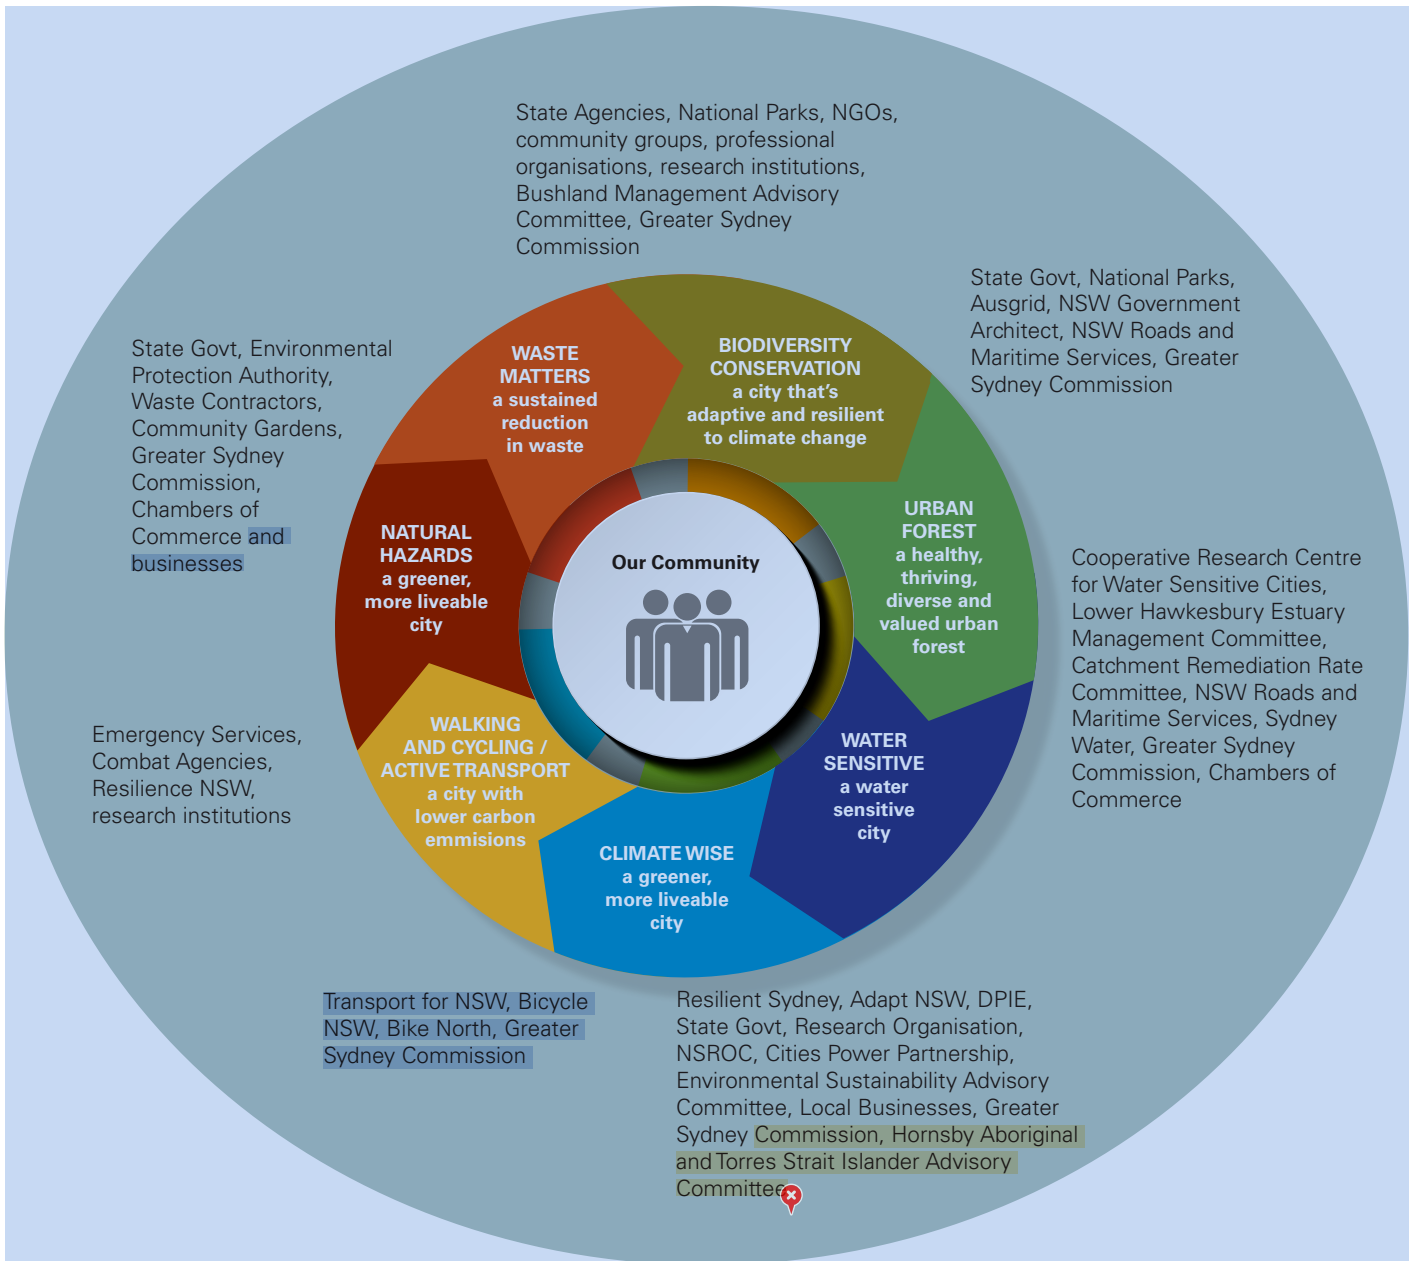 State Agencies, National Parks, NGOs,
community groups, professional
organisations, research institutions,
Bushland Management Advisory
Committee, Greater Sydney
Commission
State Govt, National Parks,
Ausgrid, NSW Government
Architect, NSW Roads and
Maritime Services, Greater
Sydney Commission
State Govt, Environmental
Protection Authority,
Waste Contractors,
Community Gardens,
Greater Sydney
Commission,
Chambers of
Commerce and
businesses
WASTE
MATTERS
a sustained
reduction
in waste
BIODIVERSITY
CONSERVATION
a city that's
adaptive and resilient
to climate change
NATURAL
HAZARDS
a greener,
more liveable
city
Our Community
URBAN
FOREST
a healthy,
thriving,
diverse and
valued urban
forest
Cooperative Research Centre
for Water Sensitive Cities,
Lower Hawkesbury Estuary
Management Committee,
Catchment Remediation Rate
Committee, NSW Roads and
Maritime Services, Sydney
Water, Greater Sydney
Commission, Chambers of
Commerce
Emergency Services,
Combat Agencies,
Resilience NSW,
research institutions
WALKING
AND CYCLING /
ACTIVE TRANSPORT
a city with
lower carbon
emmisions
WATER
SENSITIVE
a water
sensitive
city
CLIMATE WISE
a greener,
more liveable
city
Transport for NSW, Bicycle
NSW, Bike North, Greater
Sydney Commission
Resilient Sydney, Adapt NSW, DPIE,
State Govt, Research Organisation,
NSROC, Cities Power Partnership,
Environmental Sustainability Advisory
Committee, Local Businesses, Greater
Sydney Commission, Hornsby Aboriginal
and Torres Strait Islander Advisory
Committee